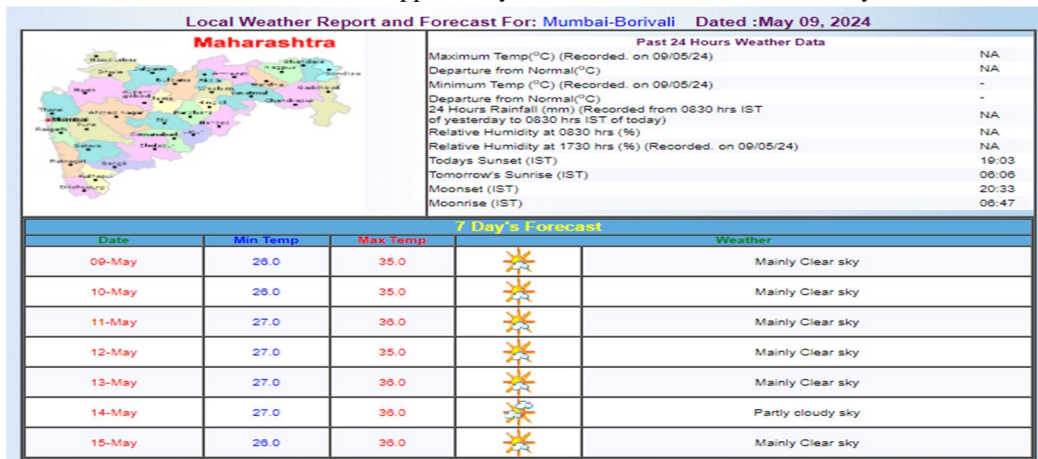 Local Weather Report and Forecast For: Mumbai-Borivali Dated :May 09, 2024
Maharashtra
Past 24 Hours Weather Data
Maximum Temp(°C) (Recorded. on 09/05/24) NA
Departure from Normal(°C) NA
Minimum Temp (°C) (Recorded. on 09/05/24) -
Departure from Normal(°C) -
24 Hours Rainfall (mm) (Recorded from 0830 hrs IST
of yesterday to 0830 hrs IST of today) NA
Relative Humidity at 0830 hrs (%) NA
Relative Humidity at 1730 hrs (%) (Recorded. on 09/05/24) NA
Todays Sunset (IST) 19:03
Tomorrow's Sunrise (IST) 06:06
Moonset (IST) 20:33
Moonrise (IST) 06:47
7 Day's Forecast
Date Min Temp Max Temp Weather
09-May 26.0 35.0 Mainly Clear sky
10-May 26.0 35.0 Mainly Clear sky
11-May 27.0 36.0 Mainly Clear sky
12-May 27.0 35.0 Mainly Clear sky
13-May 27.0 36.0 Mainly Clear sky
14-May 27.0 36.0 Partly cloudy sky
15-May 26.0 36.0 Mainly Clear sky